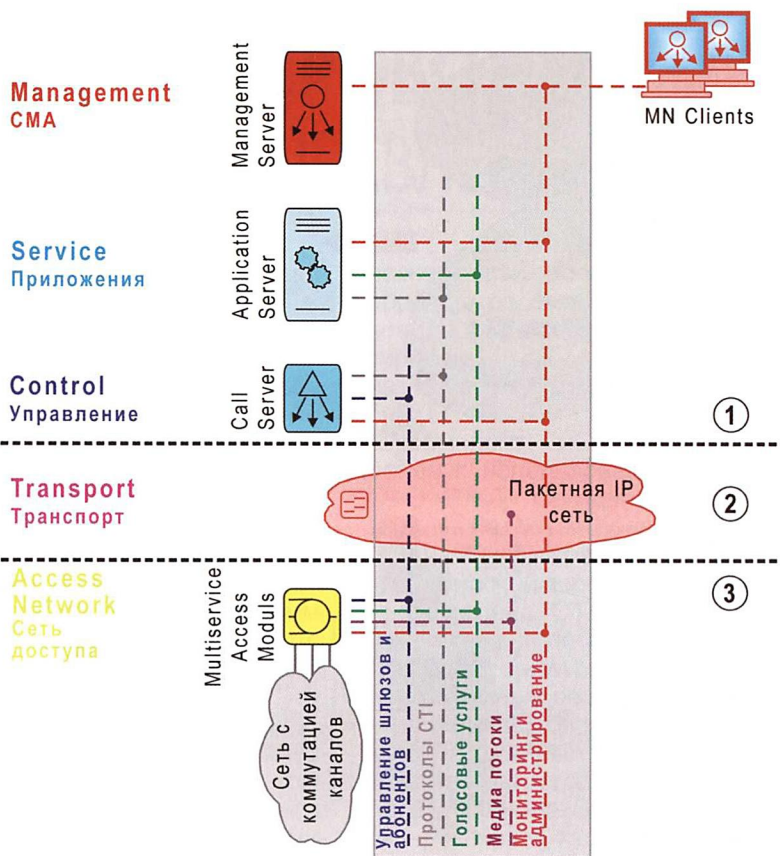 Management
CMA
Management
Server
MN Clients
Service
Приложения
Application
Server
Control
Управление
Call
Server
1
Transport
Транспорт
Пакетная IP
сеть
2
Access
Network
Сеть
доступа
Multiservice
Access
Moduls
3
Сеть с
коммутацией
каналов
Управление шлюзов и
абонентов
Протоколы CTI
Голосовые услуги
Медиа потоки
Мониторинг и
администрирование